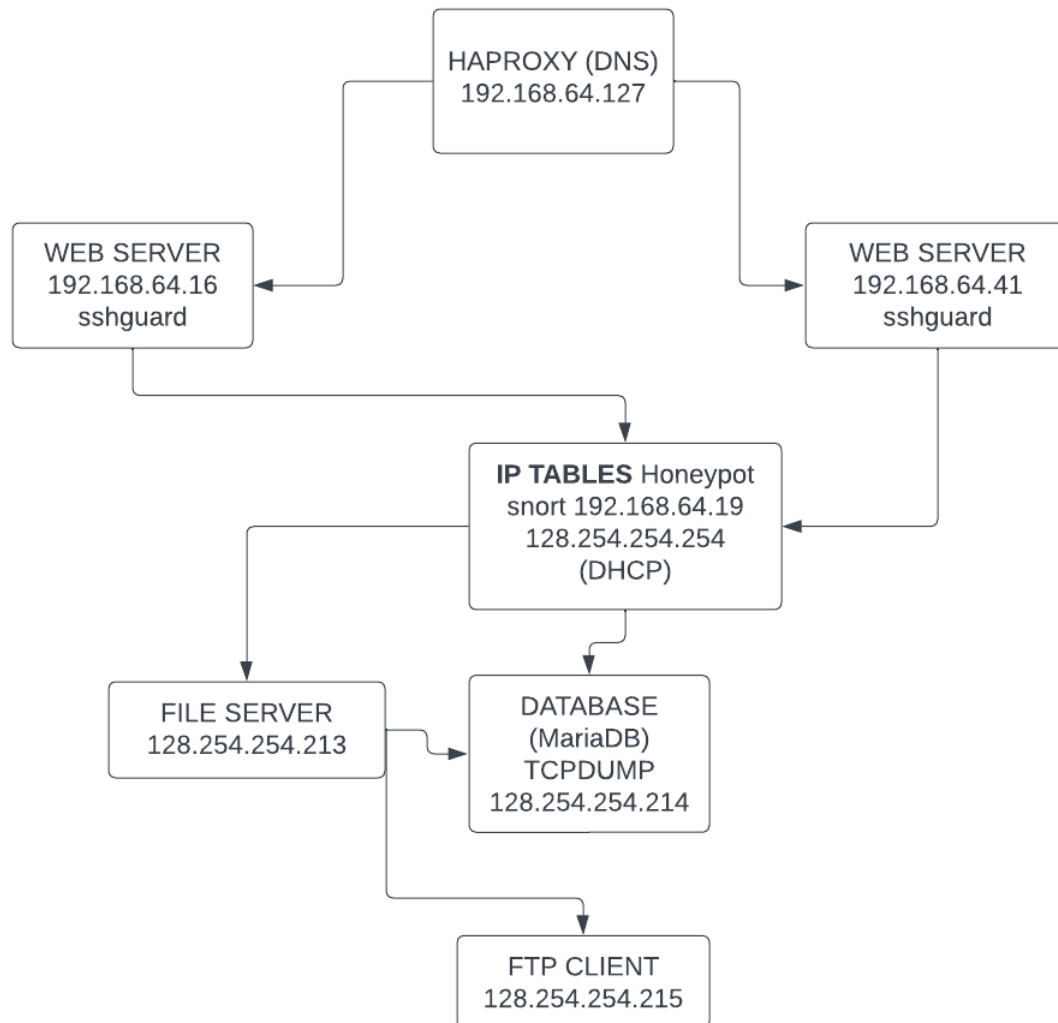 HAPROXY (DNS)
192.168.64.127
WEB SERVER
192.168.64.16
sshguard
WEB SERVER
192.168.64.41
sshguard
IP TABLES Honeypot
snort 192.168.64.19
128.254.254.254
(DHCP)
FILE SERVER
128.254.254.213
DATABASE
(MariaDB)
TCPDUMP
128.254.254.214
FTP CLIENT
128.254.254.215